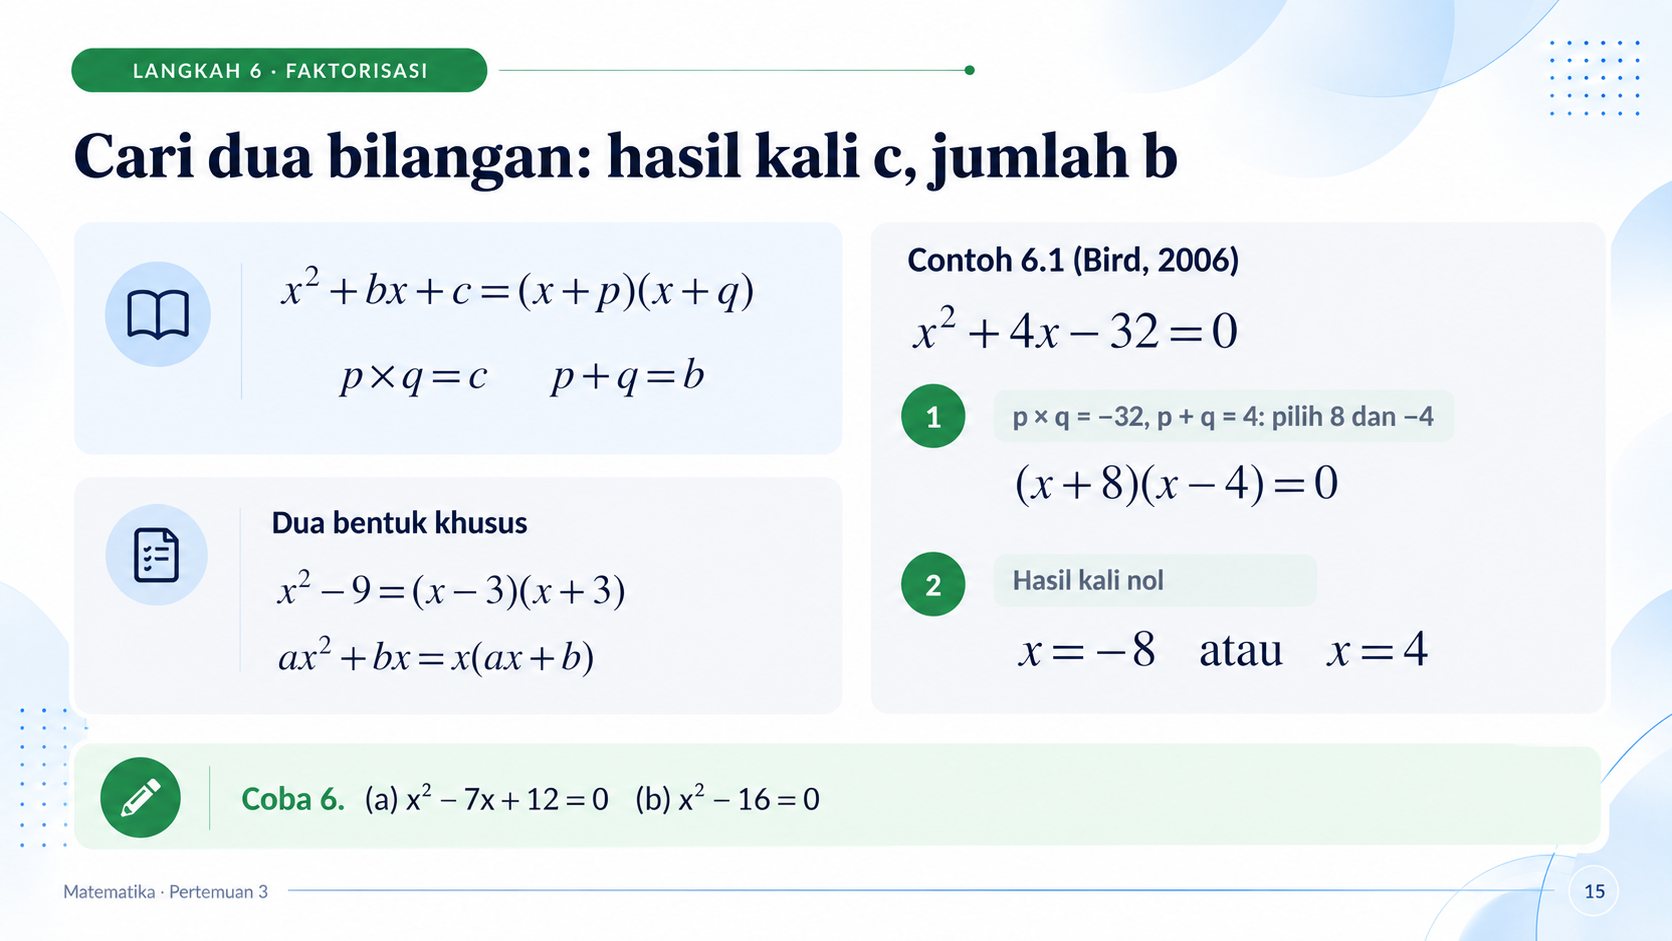 LANGKAH 6 · FAKTORISASI
Cari dua bilangan: hasil kali c, jumlah b
x² + bx + c = (x + p)(x + q)
p × q = c p + q = b
Dua bentuk khusus
x² − 9 = (x − 3)(x + 3)
ax² + bx = x(ax + b)
Contoh 6.1 (Bird, 2006)
x² + 4x − 32 = 0
1
p × q = −32, p + q = 4: pilih 8 dan −4
(x + 8)(x − 4) = 0
2
Hasil kali nol
x = −8 atau x = 4
Coba 6. (a) x² − 7x + 12 = 0 (b) x² − 16 = 0
Matematika · Pertemuan 3
15